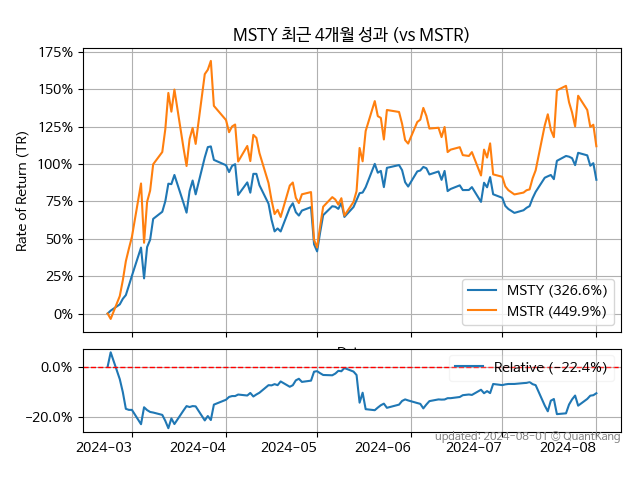 MSTY 최근 4개월 성과 (vs MSTR)
Rate of Return (TR)
175%
150%
125%
100%
75%
50%
25%
0%
MSTY (326.6%)
MSTR (449.9%)
0.0%
-20.0%
Relative (-22.4%)
2024-03
2024-04
2024-05
2024-06
2024-07
2024-08
updated: 2024-08-01 © QuantKang